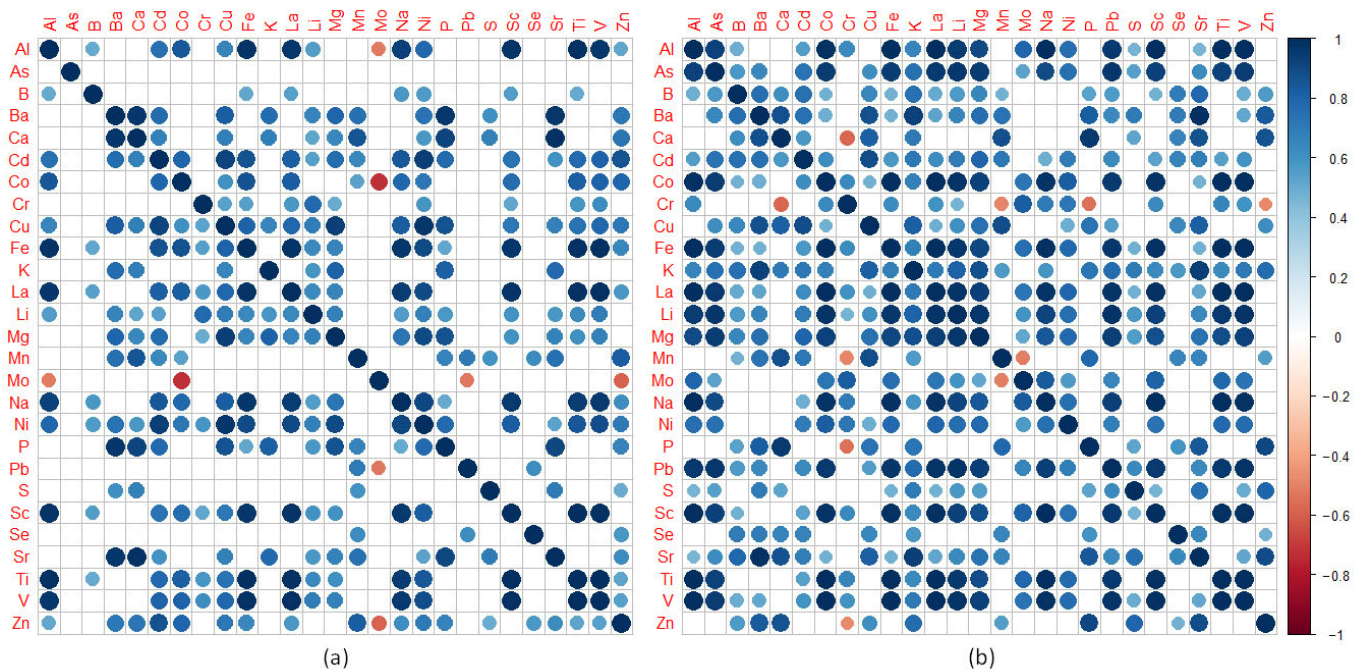 Al As B Ba Ca Cd Co Cr Cu Fe K La Li Mg Mn Mo Na Ni P Pb S Sc Se Sr Ti V Zn
Al
As
B
Ba
Ca
Cd
Co
Cr
Cu
Fe
K
La
Li
Mg
Mn
Mo
Na
Ni
P
Pb
S
Sc
Se
Sr
Ti
V
Zn
(a)
Al As B Ba Ca Cd Co Cr Cu Fe K La Li Mg Mn Mo Na Ni P Pb S Sc Se Sr Ti V Zn
Al
As
B
Ba
Ca
Cd
Co
Cr
Cu
Fe
K
La
Li
Mg
Mn
Mo
Na
Ni
P
Pb
S
Sc
Se
Sr
Ti
V
Zn
(b)
1
0.8
0.6
0.4
0.2
0
−0.2
−0.4
−0.6
−0.8
−1